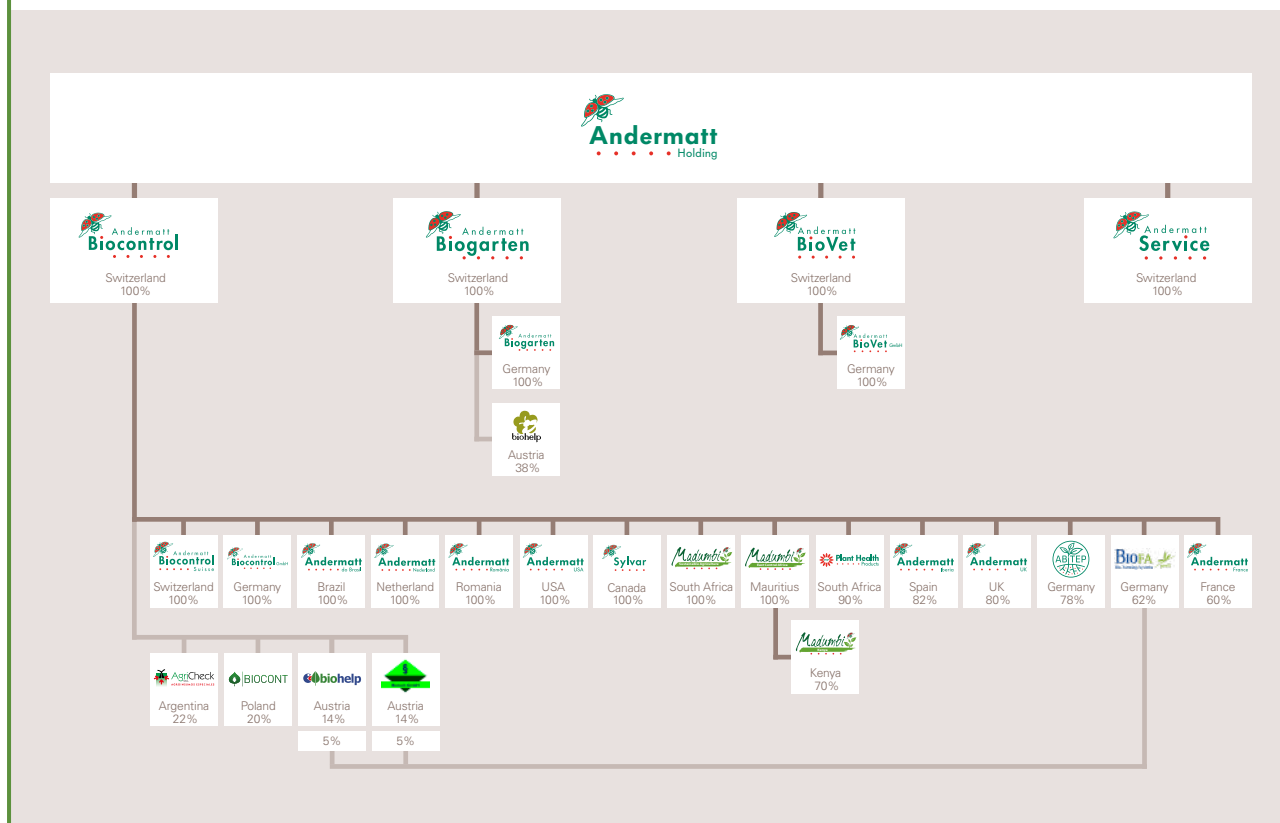 Andermatt
Holding
Andermatt
Biocontrol
Switzerland
100%
Andermatt
Biogarten
Switzerland
100%
Andermatt
BioVet
Switzerland
100%
Andermatt
Service
Switzerland
100%
Andermatt
Biogarten
Germany
100%
Andermatt
BioVet GmbH
Germany
100%
biohelp
Austria
38%
Andermatt
Biocontrol
Suisse
Switzerland
100%
Andermatt
Biocontrol GmbH
Germany
100%
Andermatt
do Brasil
Brazil
100%
Andermatt
Nederland
Netherland
100%
Andermatt
România
Romania
100%
Andermatt
USA
USA
100%
Sylvar
Canada
100%
Madumbi
South Africa
100%
Madumbi
Mauritius
100%
Plant Health
Products
South Africa
90%
Andermatt
Iberia
Spain
82%
Andermatt
UK
UK
80%
ABiTEP
Germany
78%
BIOFA
Germany
62%
Andermatt
France
France
60%
Madumbi
Kenya
70%
AgriCheck
Argentina
22%
BIOCONT
Poland
20%
biohelp
Austria
14%
5%
§
Austria
14%
5%